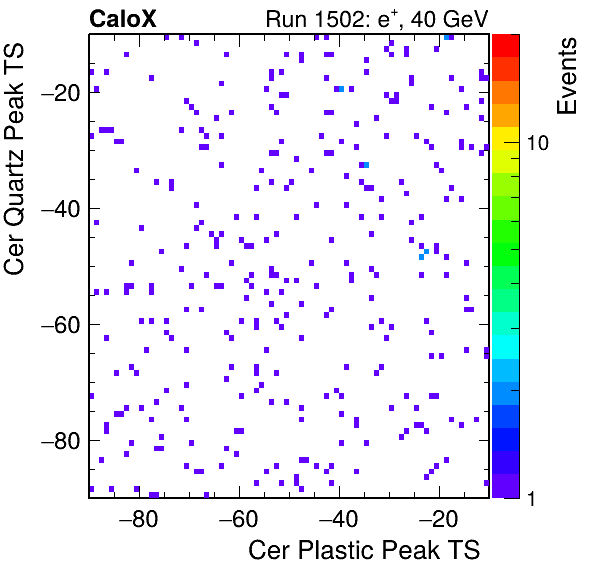 CaloX Run 1502: e⁺, 40 GeV
Cer Quartz Peak TS
−20
−40
−60
−80
−80 −60 −40 −20
Cer Plastic Peak TS
Events
10
1